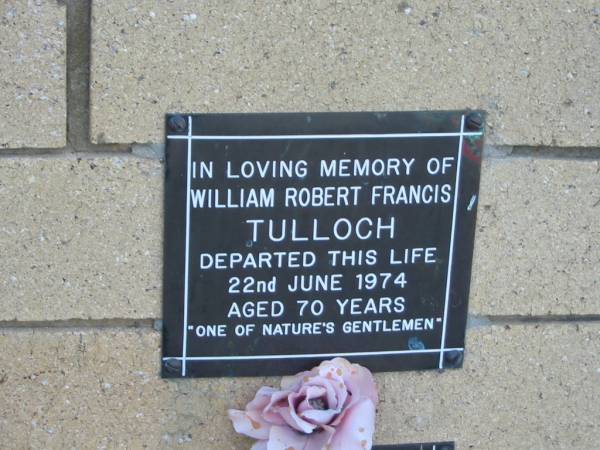 IN LOVING MEMORY OF
WILLIAM ROBERT FRANCIS
TULLOCH
DEPARTED THIS LIFE
22nd JUNE 1974
AGED 70 YEARS
"ONE OF NATURE'S GENTLEMEN"